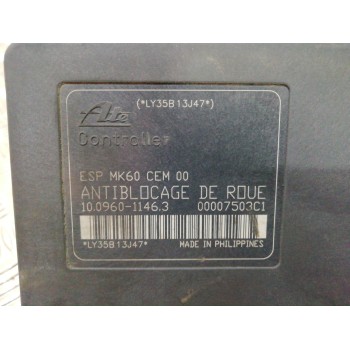 (*LY35B13J47*)
Ate
Controller
ESP MK60 CEM 00
ANTIBLOCAGE DE ROUE
10.0960-1146.3 00007503C1
*LY35B13J47* MADE IN PHILIPPINES